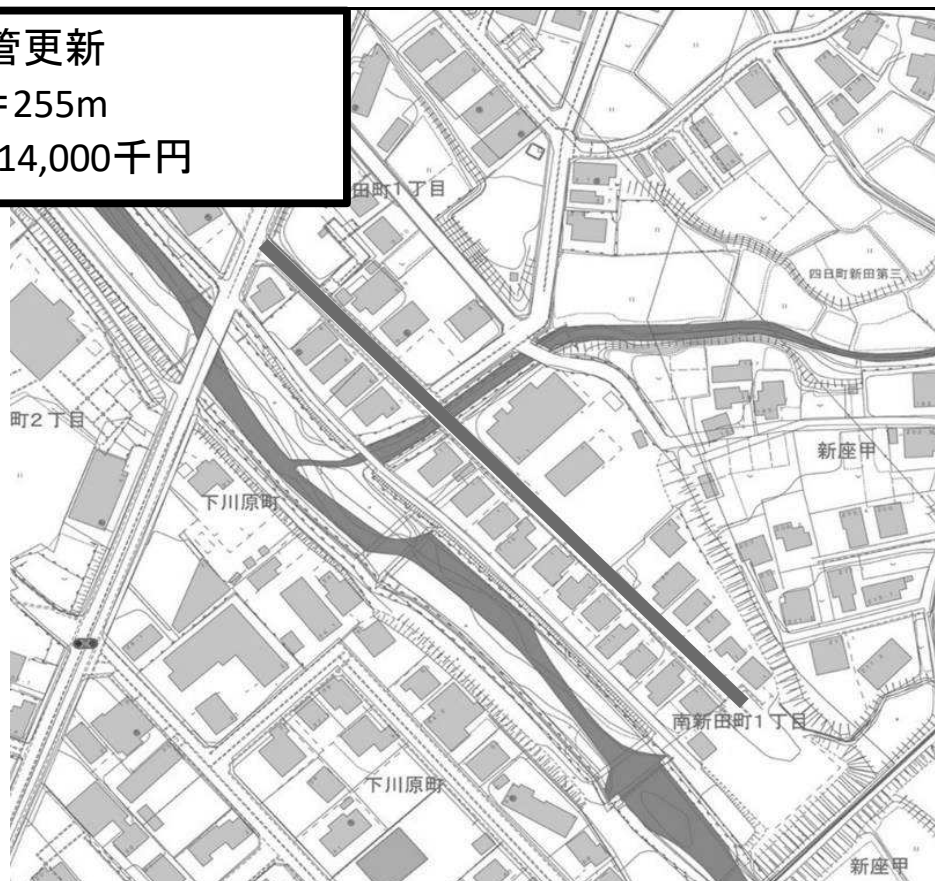 管更新
=255m
14,000千円
田町1丁目
四日町新田第三
町2丁目
新座甲
下川原町
南新田町1丁目
下川原町
新座甲